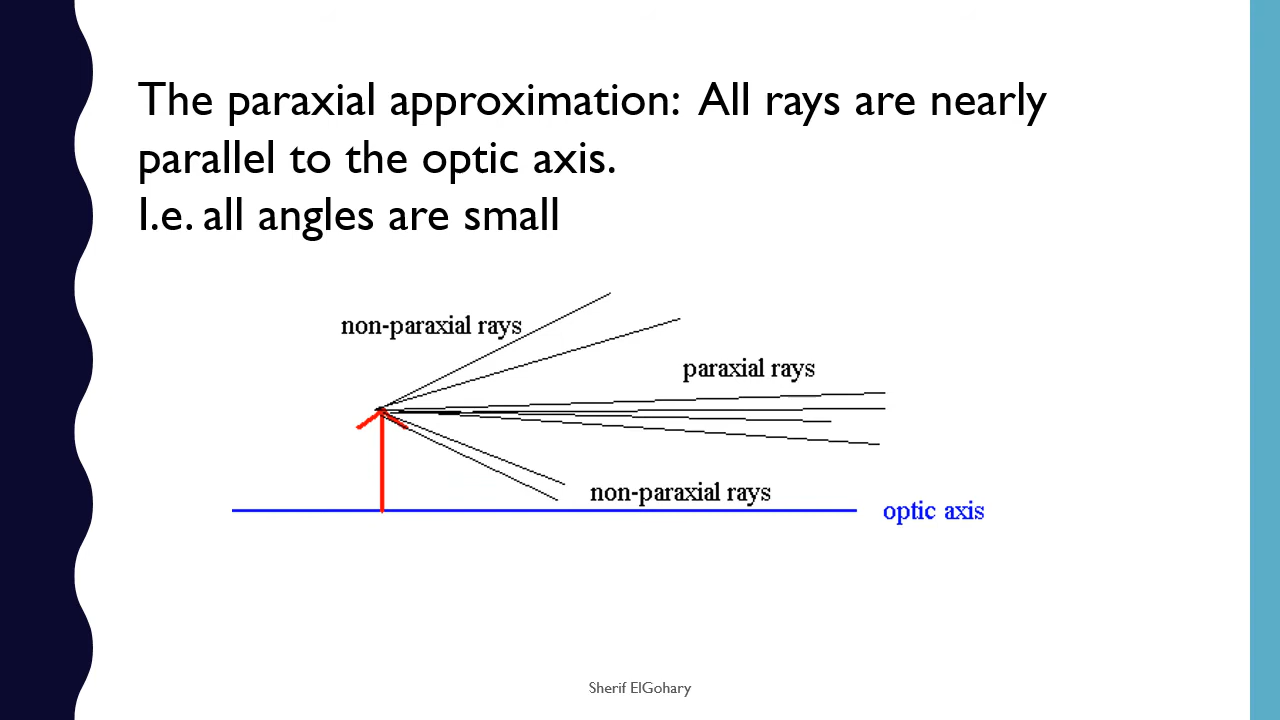 The paraxial approximation:  All rays are nearly
parallel to the optic axis.
I.e. all angles are small
non-paraxial rays
paraxial rays
non-paraxial rays
optic axis
Sherif ElGohary